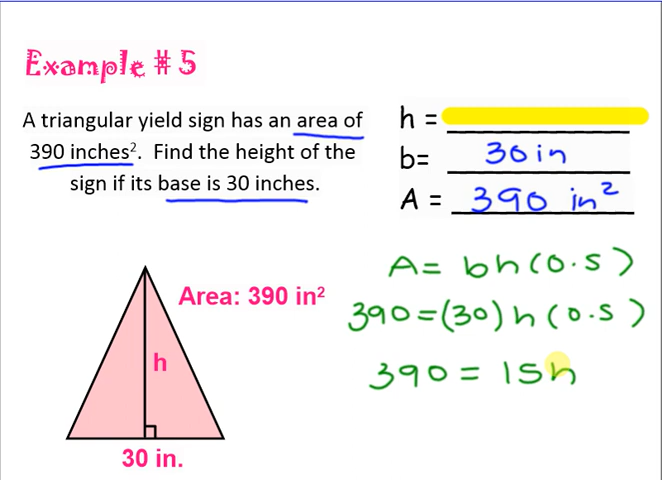 Example #5
A triangular yield sign has an area of
390 inches². Find the height of the
sign if its base is 30 inches.
h =
b= 30 in
A = 390 in²
A = bh(0.5)
390=(30)h(0.5)
390 = 15h
Area: 390 in²
h
30 in.